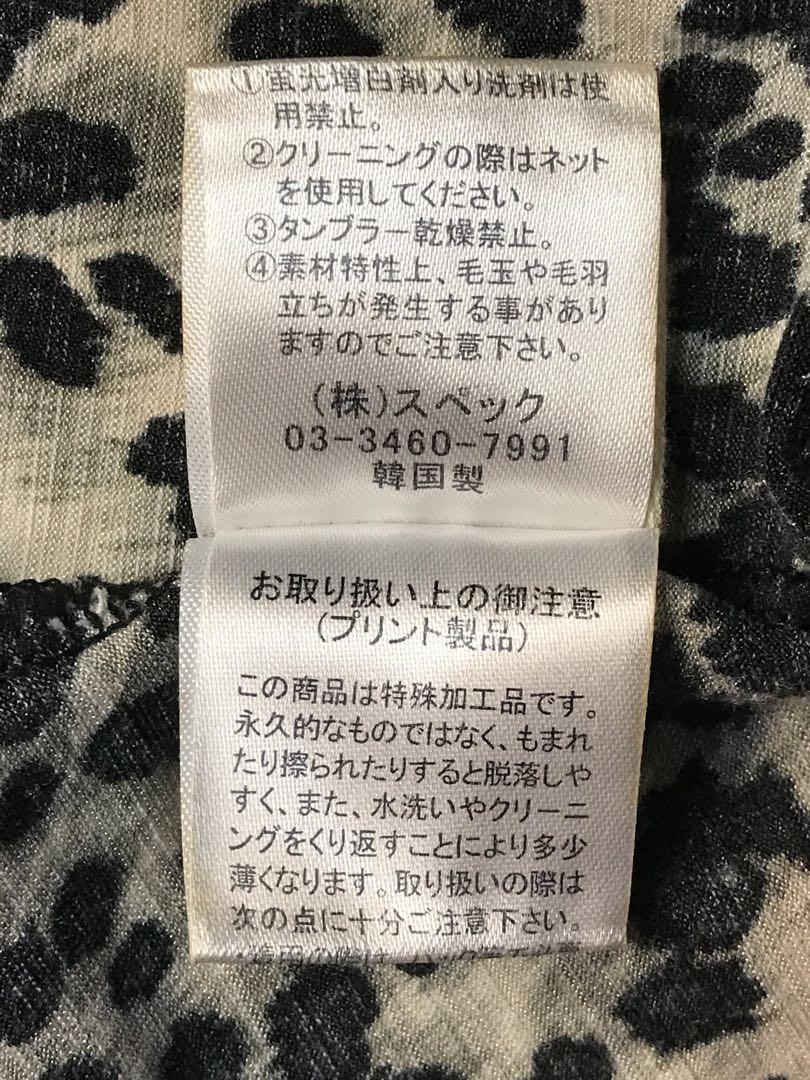 ①蛍光増白剤入り洗剤は使
用禁止。
②クリーニングの際はネット
を使用してください。
③タンブラー乾燥禁止。
④素材特性上、毛玉や毛羽
立ちが発生する事があり
ますのでご注意下さい。
(株)スペック
03-3460-7991
韓国製
お取り扱い上の御注意
(プリント製品)
この商品は特殊加工品です。
永久的なものではなく、もまれ
たり擦られたりすると脱落しや
すく、また、水洗いやクリーニ
ングをくり返すことにより多少
薄くなります。取り扱いの際は
次の点に十分ご注意下さい。